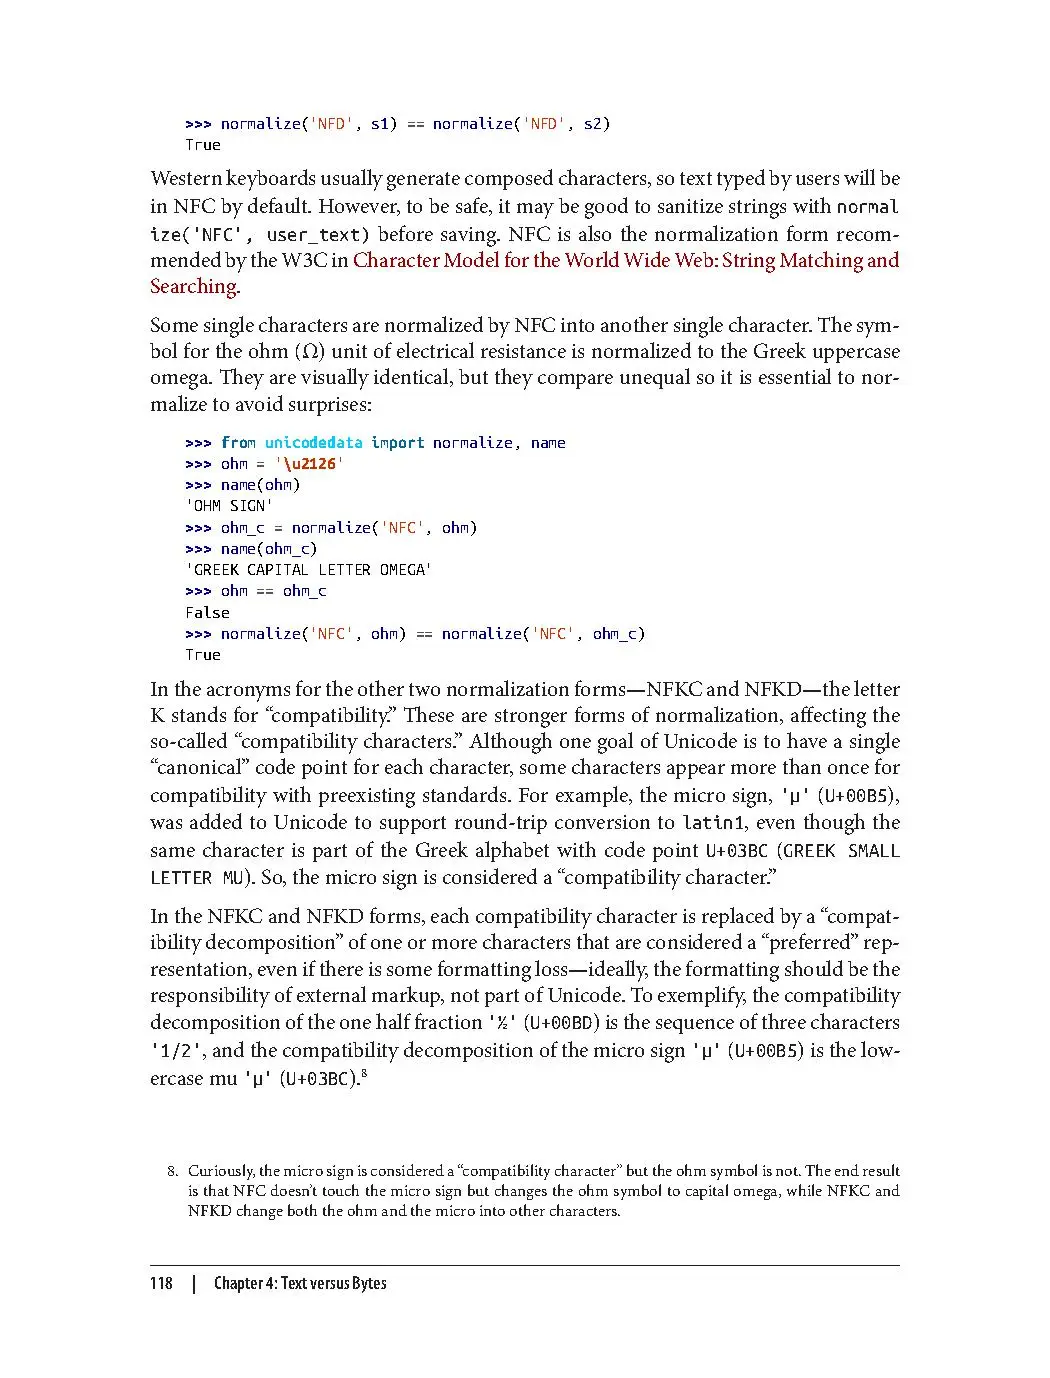 >>> normalize('NFD', s1) == normalize('NFD', s2)
True
Western keyboards usually generate composed characters, so text typed by users will be
in NFC by default. However, to be safe, it may be good to sanitize strings with normal
ize('NFC', user_text) before saving. NFC is also the normalization form recom-
mended by the W3C in Character Model for the World Wide Web: String Matching and
Searching.
Some single characters are normalized by NFC into another single character. The sym-
bol for the ohm (Ω) unit of electrical resistance is normalized to the Greek uppercase
omega. They are visually identical, but they compare unequal so it is essential to nor-
malize to avoid surprises:
>>> from unicodedata import normalize, name
>>> ohm = '\u2126'
>>> name(ohm)
'OHM SIGN'
>>> ohm_c = normalize('NFC', ohm)
>>> name(ohm_c)
'GREEK CAPITAL LETTER OMEGA'
>>> ohm == ohm_c
False
>>> normalize('NFC', ohm) == normalize('NFC', ohm_c)
True
In the acronyms for the other two normalization forms—NFKC and NFKD—the letter
K stands for “compatibility.” These are stronger forms of normalization, affecting the
so-called “compatibility characters.” Although one goal of Unicode is to have a single
“canonical” code point for each character, some characters appear more than once for
compatibility with preexisting standards. For example, the micro sign, 'µ' (U+00B5),
was added to Unicode to support round-trip conversion to latin1, even though the
same character is part of the Greek alphabet with code point U+03BC (GREEK SMALL
LETTER MU). So, the micro sign is considered a “compatibility character.”
In the NFKC and NFKD forms, each compatibility character is replaced by a “compat-
ibility decomposition” of one or more characters that are considered a “preferred” rep-
resentation, even if there is some formatting loss—ideally, the formatting should be the
responsibility of external markup, not part of Unicode. To exemplify, the compatibility
decomposition of the one half fraction '½' (U+00BD) is the sequence of three characters
'1/2', and the compatibility decomposition of the micro sign 'µ' (U+00B5) is the low-
ercase mu 'μ' (U+03BC).8
8. Curiously, the micro sign is considered a “compatibility character” but the ohm symbol is not. The end result
is that NFC doesn’t touch the micro sign but changes the ohm symbol to capital omega, while NFKC and
NFKD change both the ohm and the micro into other characters.
118 | Chapter 4: Text versus Bytes